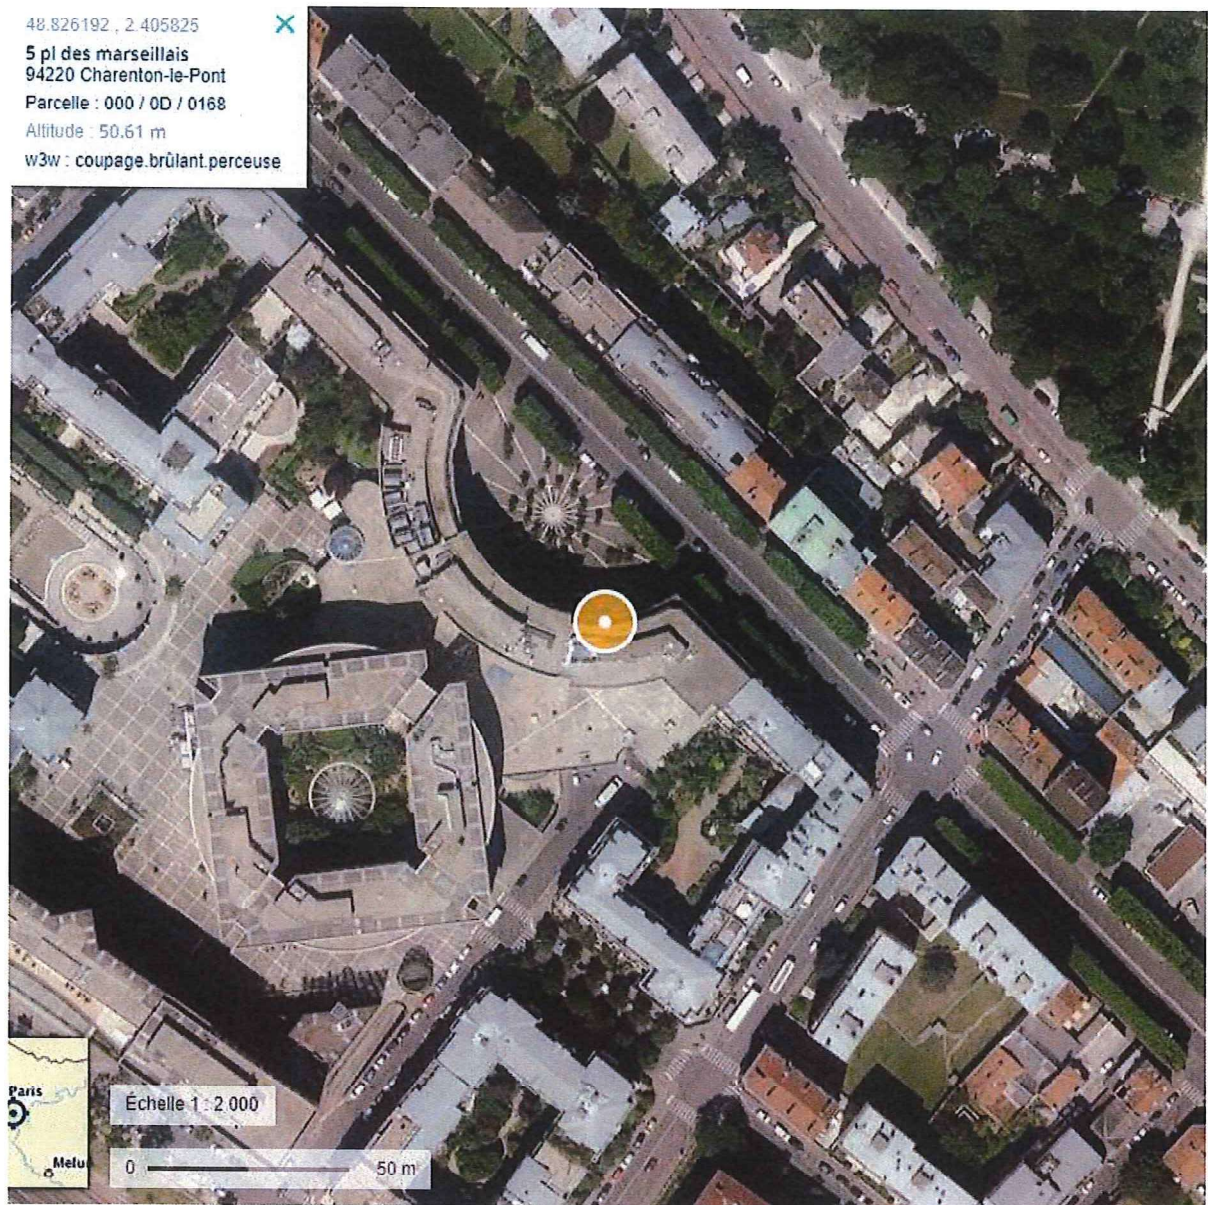 48.826192 , 2.405825
5 pl des marseillais
94220 Charenton-le-Pont
Parcelle : 000 / 0D / 0168
Altitude : 50.61 m
w3w : coupage.brûlant.perceuse
Paris
Melu
Échelle 1 : 2 000
0 50 m